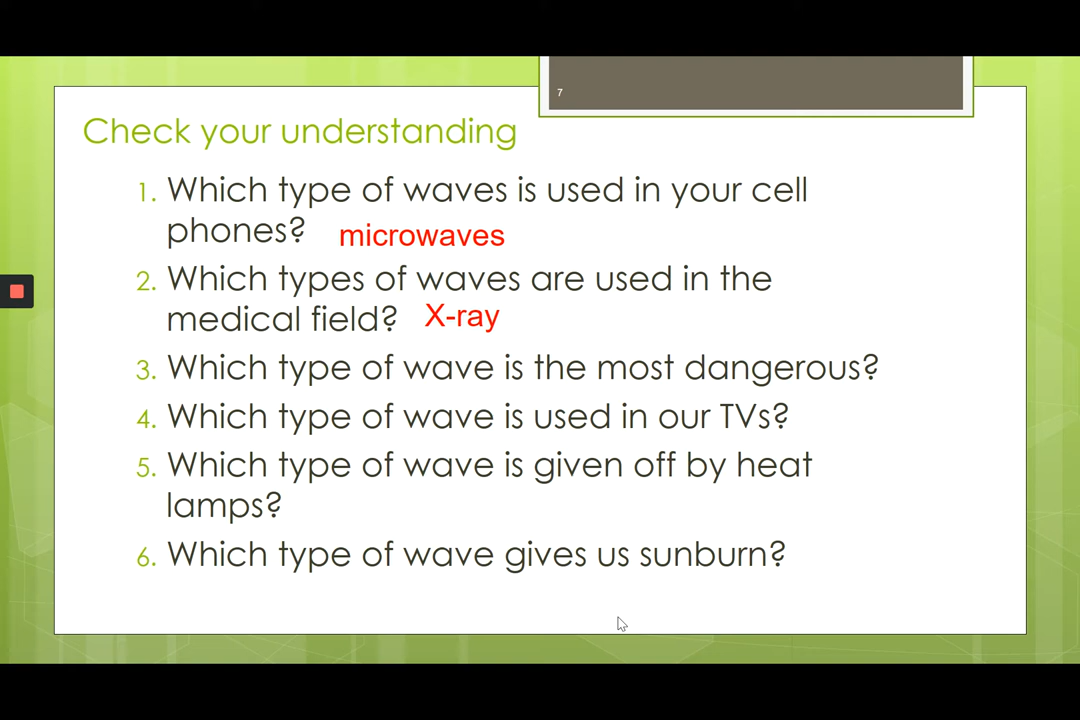 7
Check your understanding
1. Which type of waves is used in your cell
phones? microwaves
2. Which types of waves are used in the
medical field? X-ray
3. Which type of wave is the most dangerous?
4. Which type of wave is used in our TVs?
5. Which type of wave is given off by heat
lamps?
6. Which type of wave gives us sunburn?